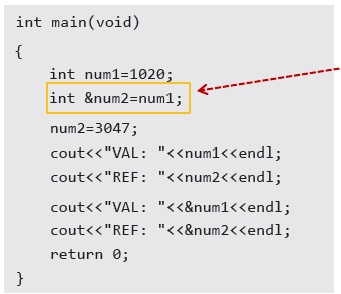 int main(void)
{
int num1=1020;
int &num2=num1;
num2=3047;
cout<<"VAL: "<<num1<<endl;
cout<<"REF: "<<num2<<endl;
cout<<"VAL: "<<&num1<<endl;
cout<<"REF: "<<&num2<<endl;
return 0;
}